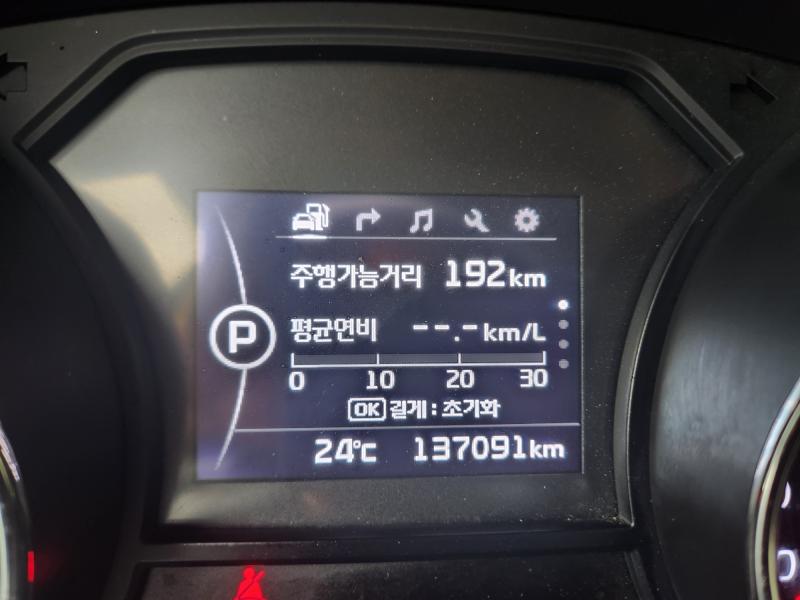 주행가능거리 192km
P
평균연비 --.-km/L
0 10 20 30
OK 길게 : 초기화
24℃ 137091km
0